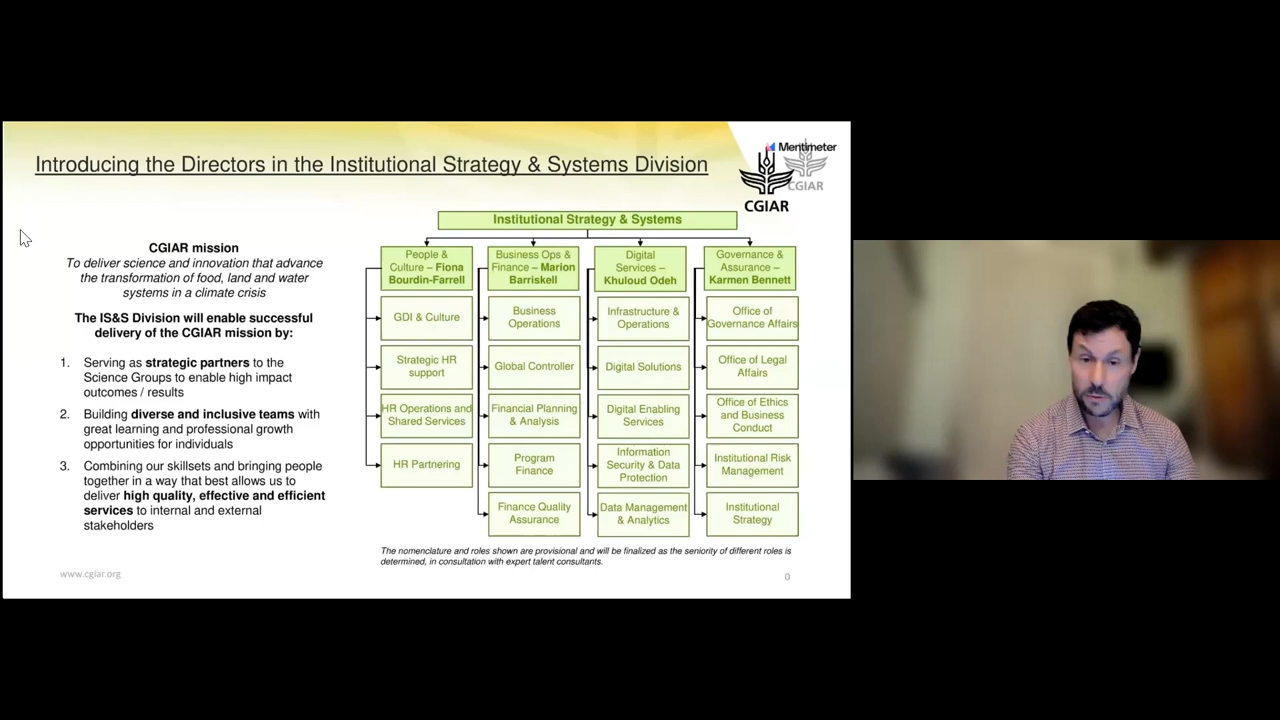 Introducing the Directors in the Institutional Strategy & Systems Division
Mentimeter
CGIAR
CGIAR
CGIAR mission
To deliver science and innovation that advance
the transformation of food, land and water
systems in a climate crisis
The IS&S Division will enable successful
delivery of the CGIAR mission by:
1. Serving as strategic partners to the
Science Groups to enable high impact
outcomes / results
2. Building diverse and inclusive teams with
great learning and professional growth
opportunities for individuals
3. Combining our skillsets and bringing people
together in a way that best allows us to
deliver high quality, effective and efficient
services to internal and external
stakeholders
Institutional Strategy & Systems
People &
Culture – Fiona
Bourdin-Farrell
GDI & Culture
Strategic HR
support
HR Operations and
Shared Services
HR Partnering
Business Ops &
Finance – Marion
Barriskell
Business
Operations
Global Controller
Financial Planning
& Analysis
Program
Finance
Finance Quality
Assurance
Digital
Services –
Khuloud Odeh
Infrastructure &
Operations
Digital Solutions
Digital Enabling
Services
Information
Security & Data
Protection
Data Management
& Analytics
Governance &
Assurance –
Karmen Bennett
Office of
Governance Affairs
Office of Legal
Affairs
Office of Ethics
and Business
Conduct
Institutional Risk
Management
Institutional
Strategy
The nomenclature and roles shown are provisional and will be finalized as the seniority of different roles is
determined, in consultation with expert talent consultants.
www.cgiar.org
0